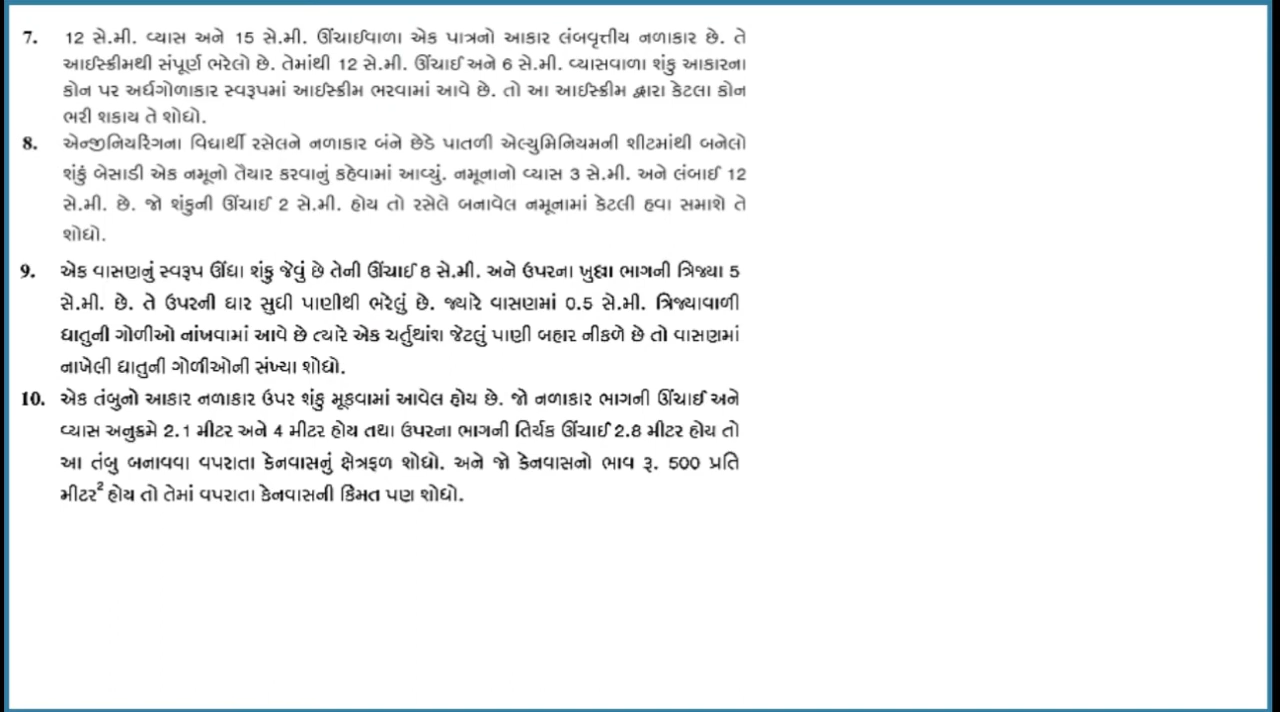 7. 12 સે.મી. વ્યાસ અને 15 સે.મી. ઊંચાઈવાળા એક પાત્રનો આકાર લંબવૃત્તીય નળાકાર છે. તે
આઈસ્ક્રીમથી સંપૂર્ણ ભરેલો છે. તેમાંથી 12 સે.મી. ઊંચાઈ અને 6 સે.મી. વ્યાસવાળા શંકુ આકારના
કોન પર અર્ધગોળાકાર સ્વરૂપમાં આઈસ્ક્રીમ ભરવામાં આવે છે. તો આ આઈસ્ક્રીમ દ્વારા કેટલા કોન
ભરી શકાય તે શોધો.
8. એન્જીનિયરિંગના વિદ્યાર્થી રસેલને નળાકાર બંને છેડે પાતળી એલ્યુમિનિયમની શીટમાંથી બનેલો
શંકું બેસાડી એક નમૂનો તૈયાર કરવાનું કહેવામાં આવ્યું. નમૂનાનો વ્યાસ 3 સે.મી. અને લંબાઈ 12
સે.મી. છે. જો શંકુની ઊંચાઈ 2 સે.મી. હોય તો રસેલે બનાવેલ નમૂનામાં કેટલી હવા સમાશે તે
શોધો.
9. એક વાસણનું સ્વરૂપ ઊંધા શંકુ જેવું છે તેની ઊંચાઈ 8 સે.મી. અને ઉપરના ખુલ્લા ભાગની ત્રિજ્યા 5
સે.મી. છે. તે ઉપરની ધાર સુધી પાણીથી ભરેલું છે. જ્યારે વાસણમાં 0.5 સે.મી. ત્રિજ્યાવાળી
ધાતુની ગોળીઓ નાંખવામાં આવે છે ત્યારે એક ચર્તુથાંશ જેટલું પાણી બહાર નીકળે છે તો વાસણમાં
નાખેલી ધાતુની ગોળીઓની સંખ્યા શોધો.
10. એક તંબુનો આકાર નળાકાર ઉપર શંકુ મૂકવામાં આવેલ હોય છે. જો નળાકાર ભાગની ઊંચાઈ અને
વ્યાસ અનુક્રમે 2.1 મીટર અને 4 મીટર હોય તથા ઉપરના ભાગની તિર્યક ઊંચાઈ 2.8 મીટર હોય તો
આ તંબુ બનાવવા વપરાતા કેનવાસનું ક્ષેત્રફળ શોધો. અને જો કેનવાસનો ભાવ રૂ. 500 પ્રતિ
મીટર² હોય તો તેમાં વપરાતા કેનવાસની કિંમત પણ શોધો.